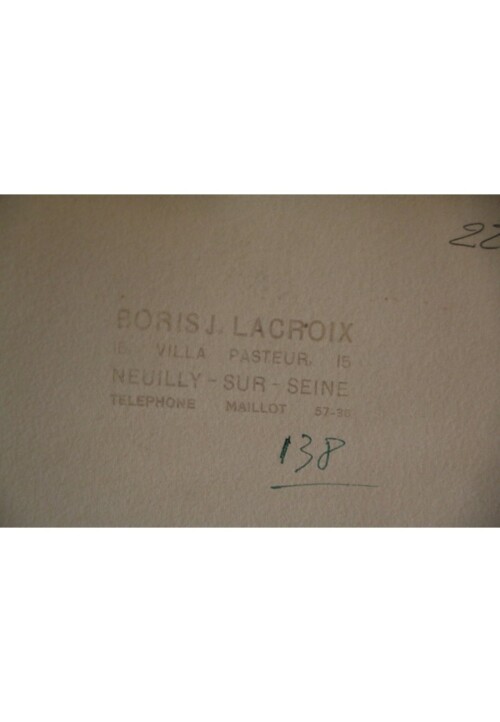 BORIS J. LACROIX
15, VILLA PASTEUR, 15
NEUILLY-SUR-SEINE
TELEPHONE MAILLOT
138